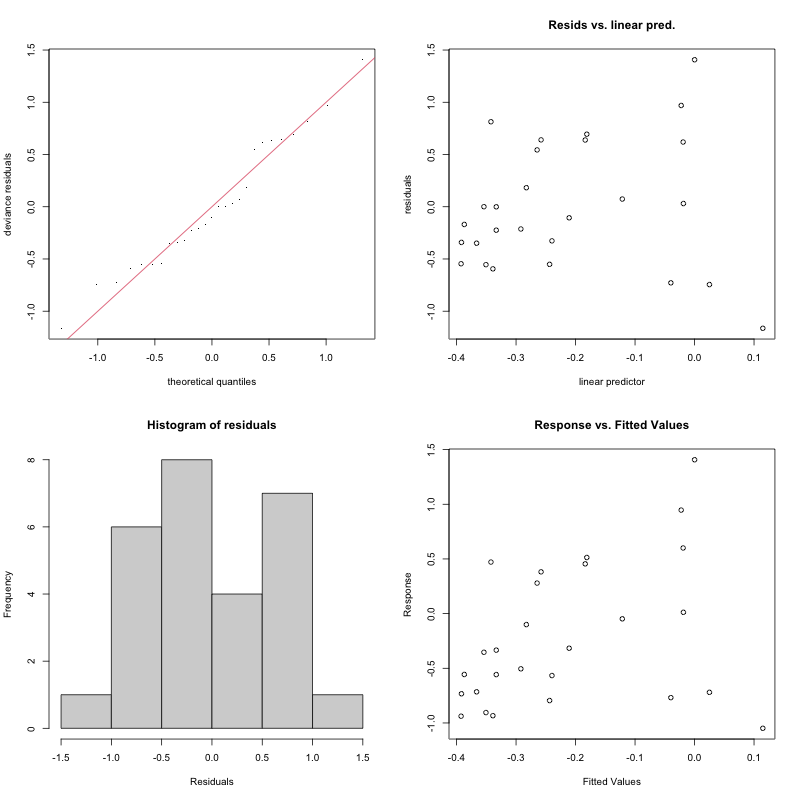 deviance residuals
-1.0 -0.5 0.0 0.5 1.0 1.5
-1.0 -0.5 0.0 0.5 1.0
theoretical quantiles
Resids vs. linear pred.
residuals
-1.0 -0.5 0.0 0.5 1.0 1.5
-0.4 -0.3 -0.2 -0.1 0.0 0.1
linear predictor
Histogram of residuals
Frequency
0 2 4 6 8
-1.5 -1.0 -0.5 0.0 0.5 1.0 1.5
Residuals
Response vs. Fitted Values
Response
-1.0 -0.5 0.0 0.5 1.0 1.5
-0.4 -0.3 -0.2 -0.1 0.0 0.1
Fitted Values